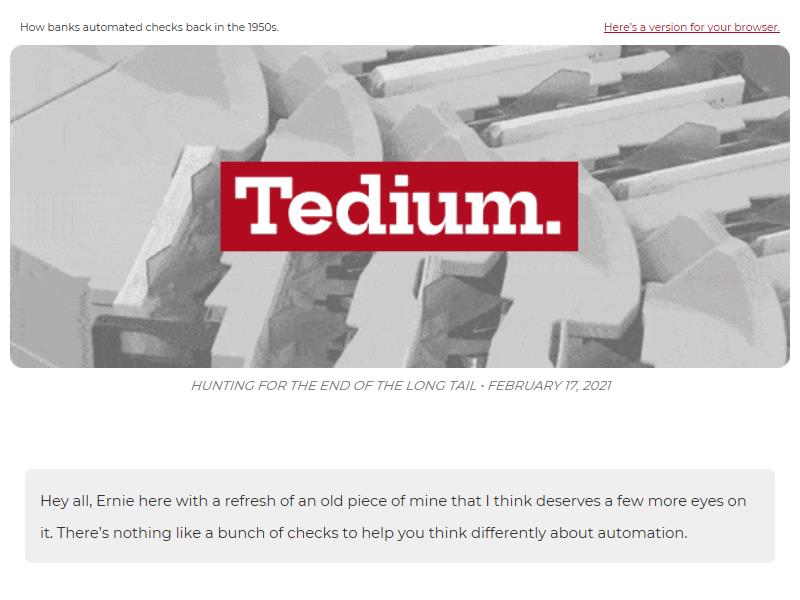 How banks automated checks back in the 1950s.
Here's a version for your browser.
Tedium.
HUNTING FOR THE END OF THE LONG TAIL • FEBRUARY 17, 2021
Hey all, Ernie here with a refresh of an old piece of mine that I think deserves a few more eyes on
it. There’s nothing like a bunch of checks to help you think differently about automation.